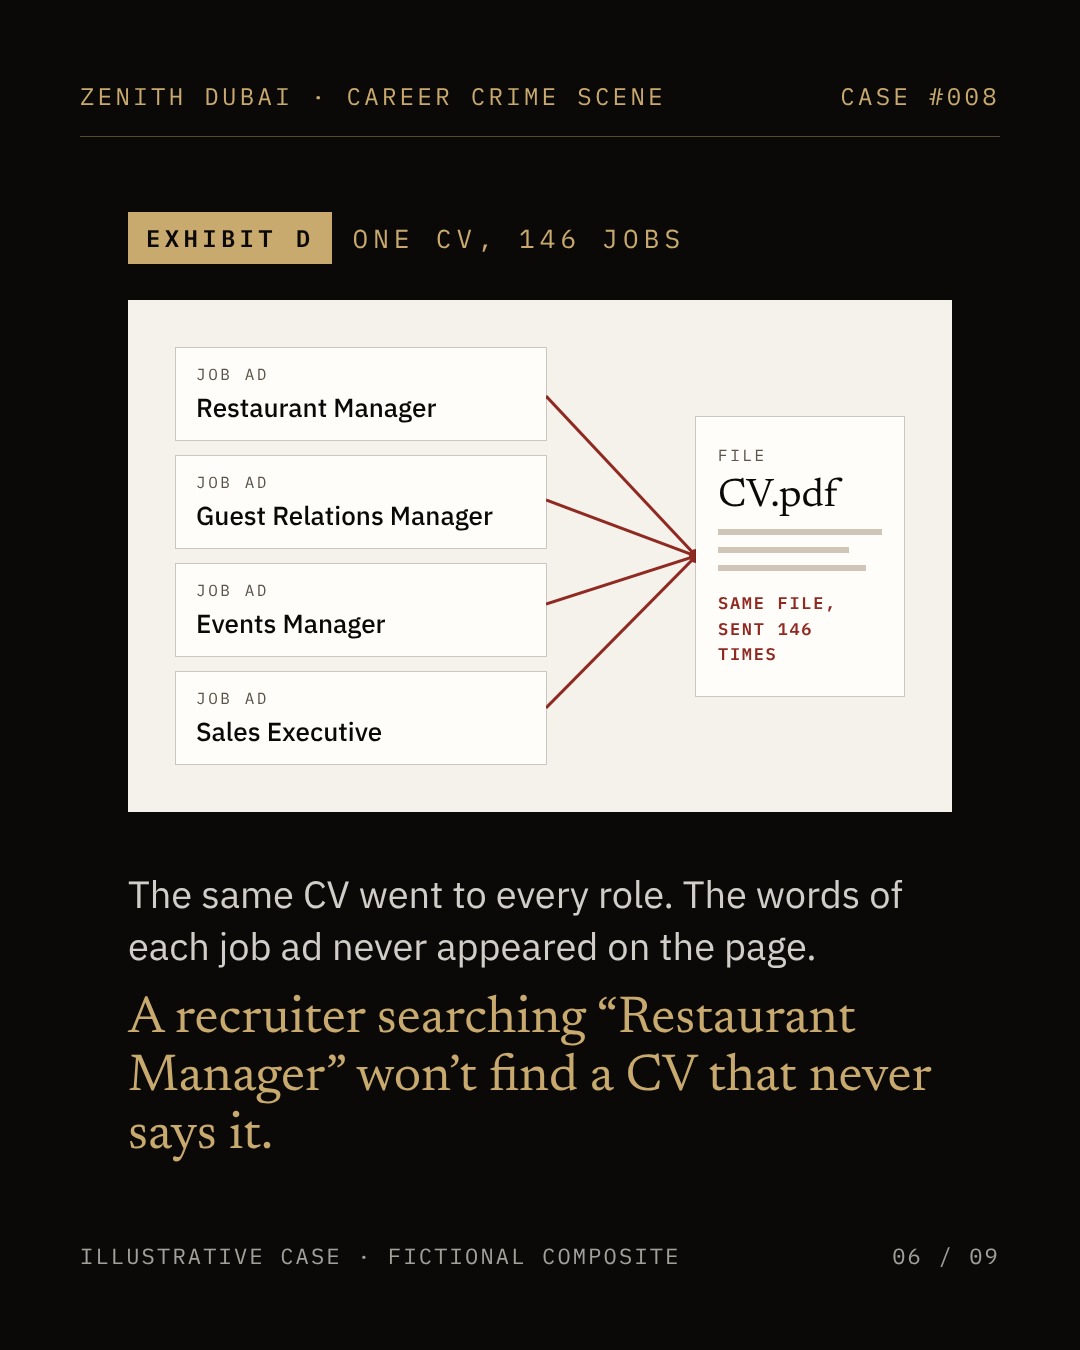 ZENITH DUBAI · CAREER CRIME SCENE
CASE #008
EXHIBIT D
ONE CV, 146 JOBS
JOB AD
Restaurant Manager
JOB AD
Guest Relations Manager
JOB AD
Events Manager
JOB AD
Sales Executive
FILE
CV.pdf
SAME FILE,
SENT 146
TIMES
The same CV went to every role. The words of
each job ad never appeared on the page.
A recruiter searching “Restaurant
Manager” won’t find a CV that never
says it.
ILLUSTRATIVE CASE · FICTIONAL COMPOSITE
06 / 09